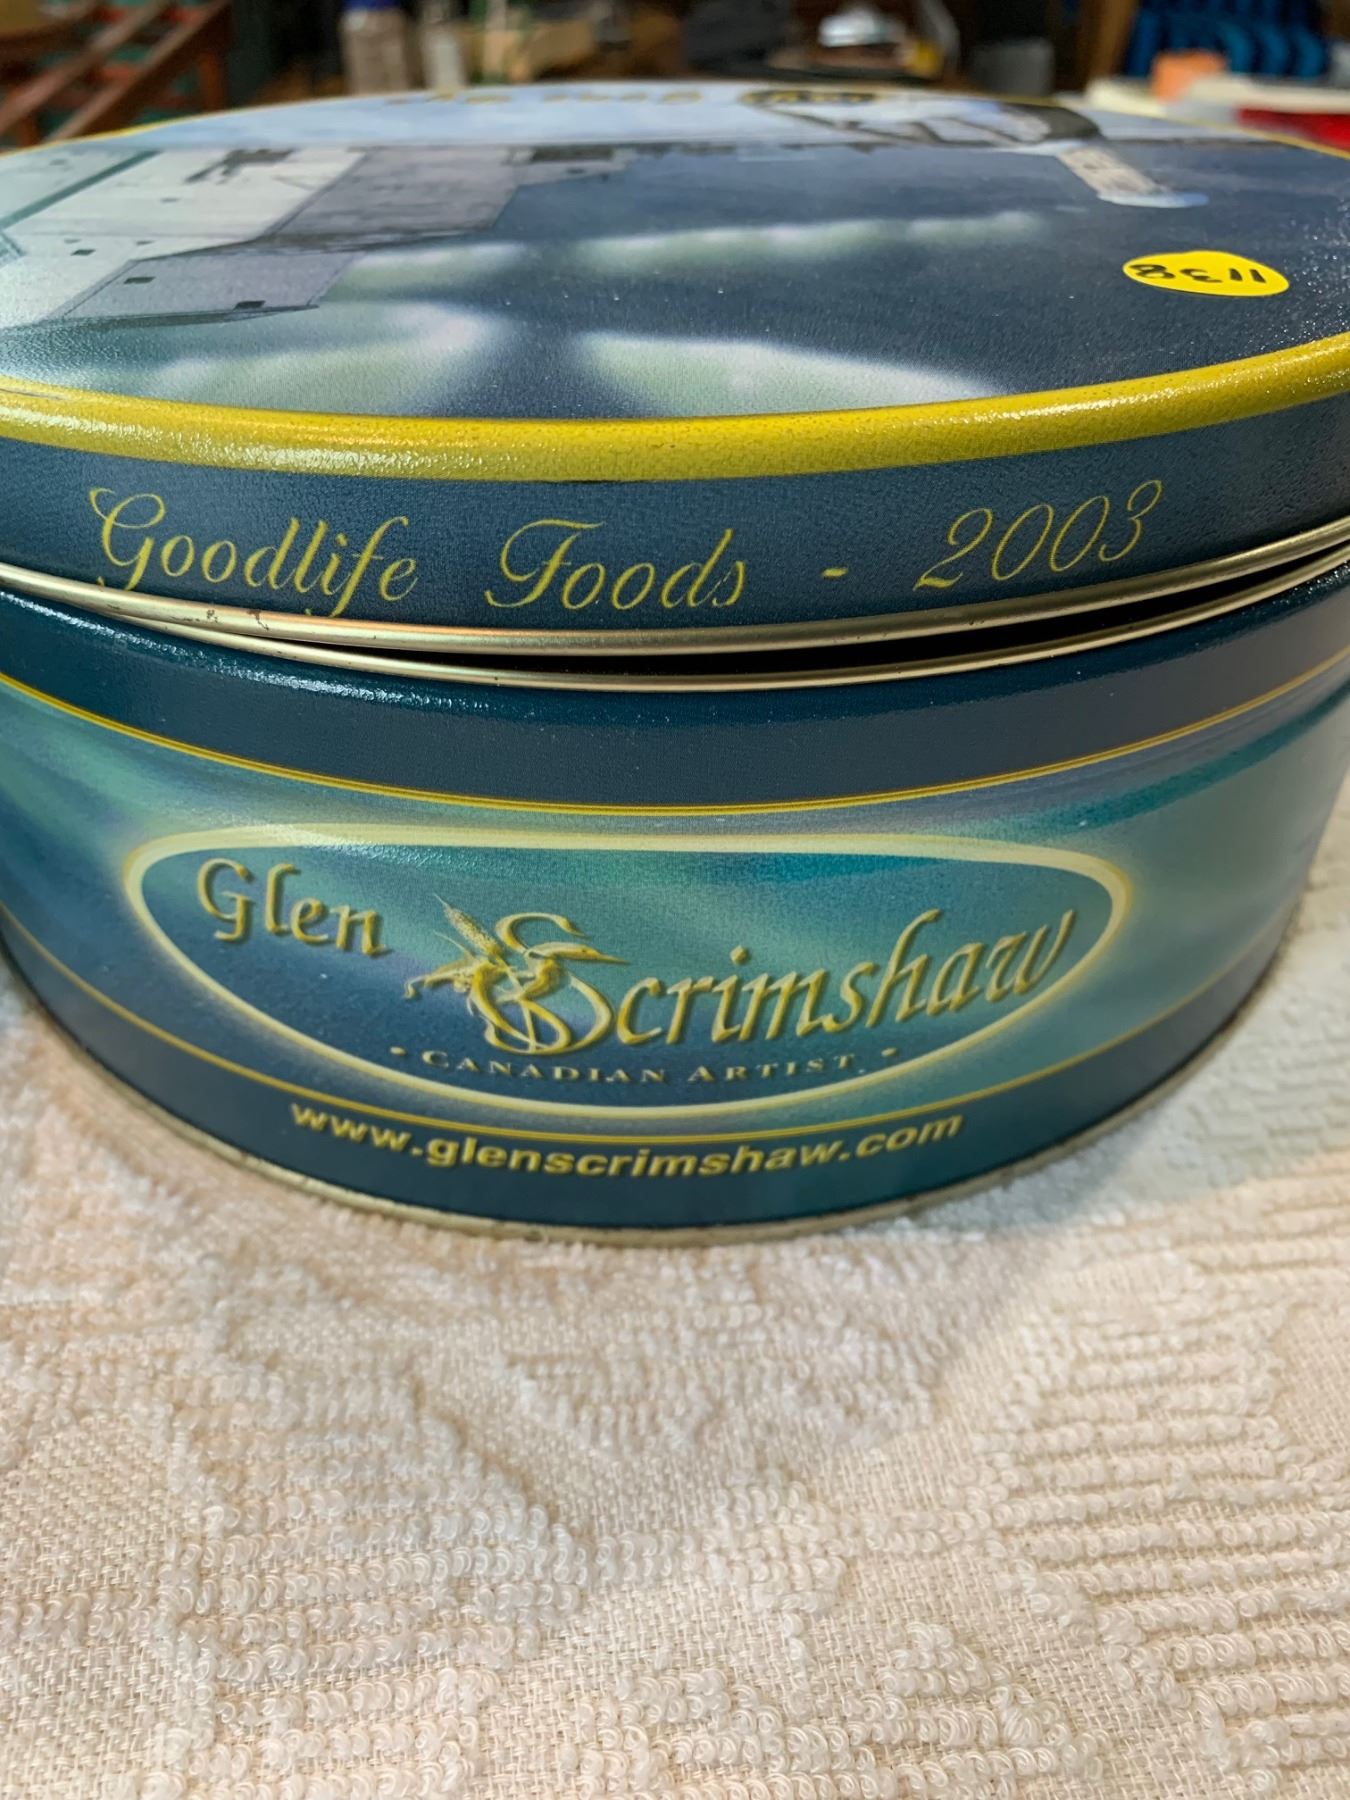 1138
Goodlife Foods - 2003
Glen Scrimshaw
• CANADIAN ARTIST •
www.glenscrimshaw.com